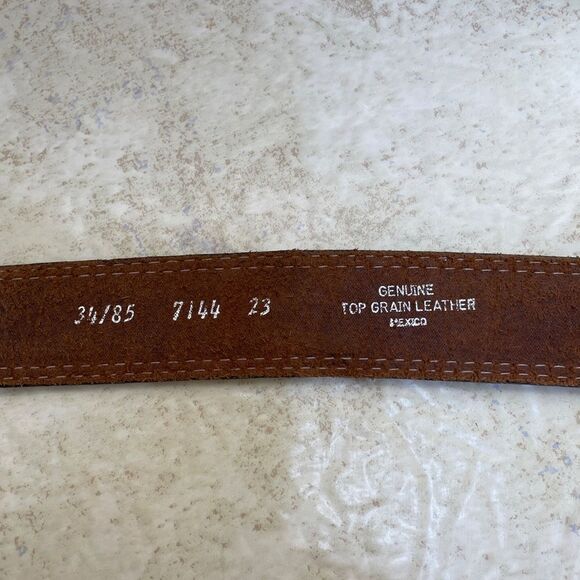 34/85 7144 23
GENUINE
TOP GRAIN LEATHER
MEXICO